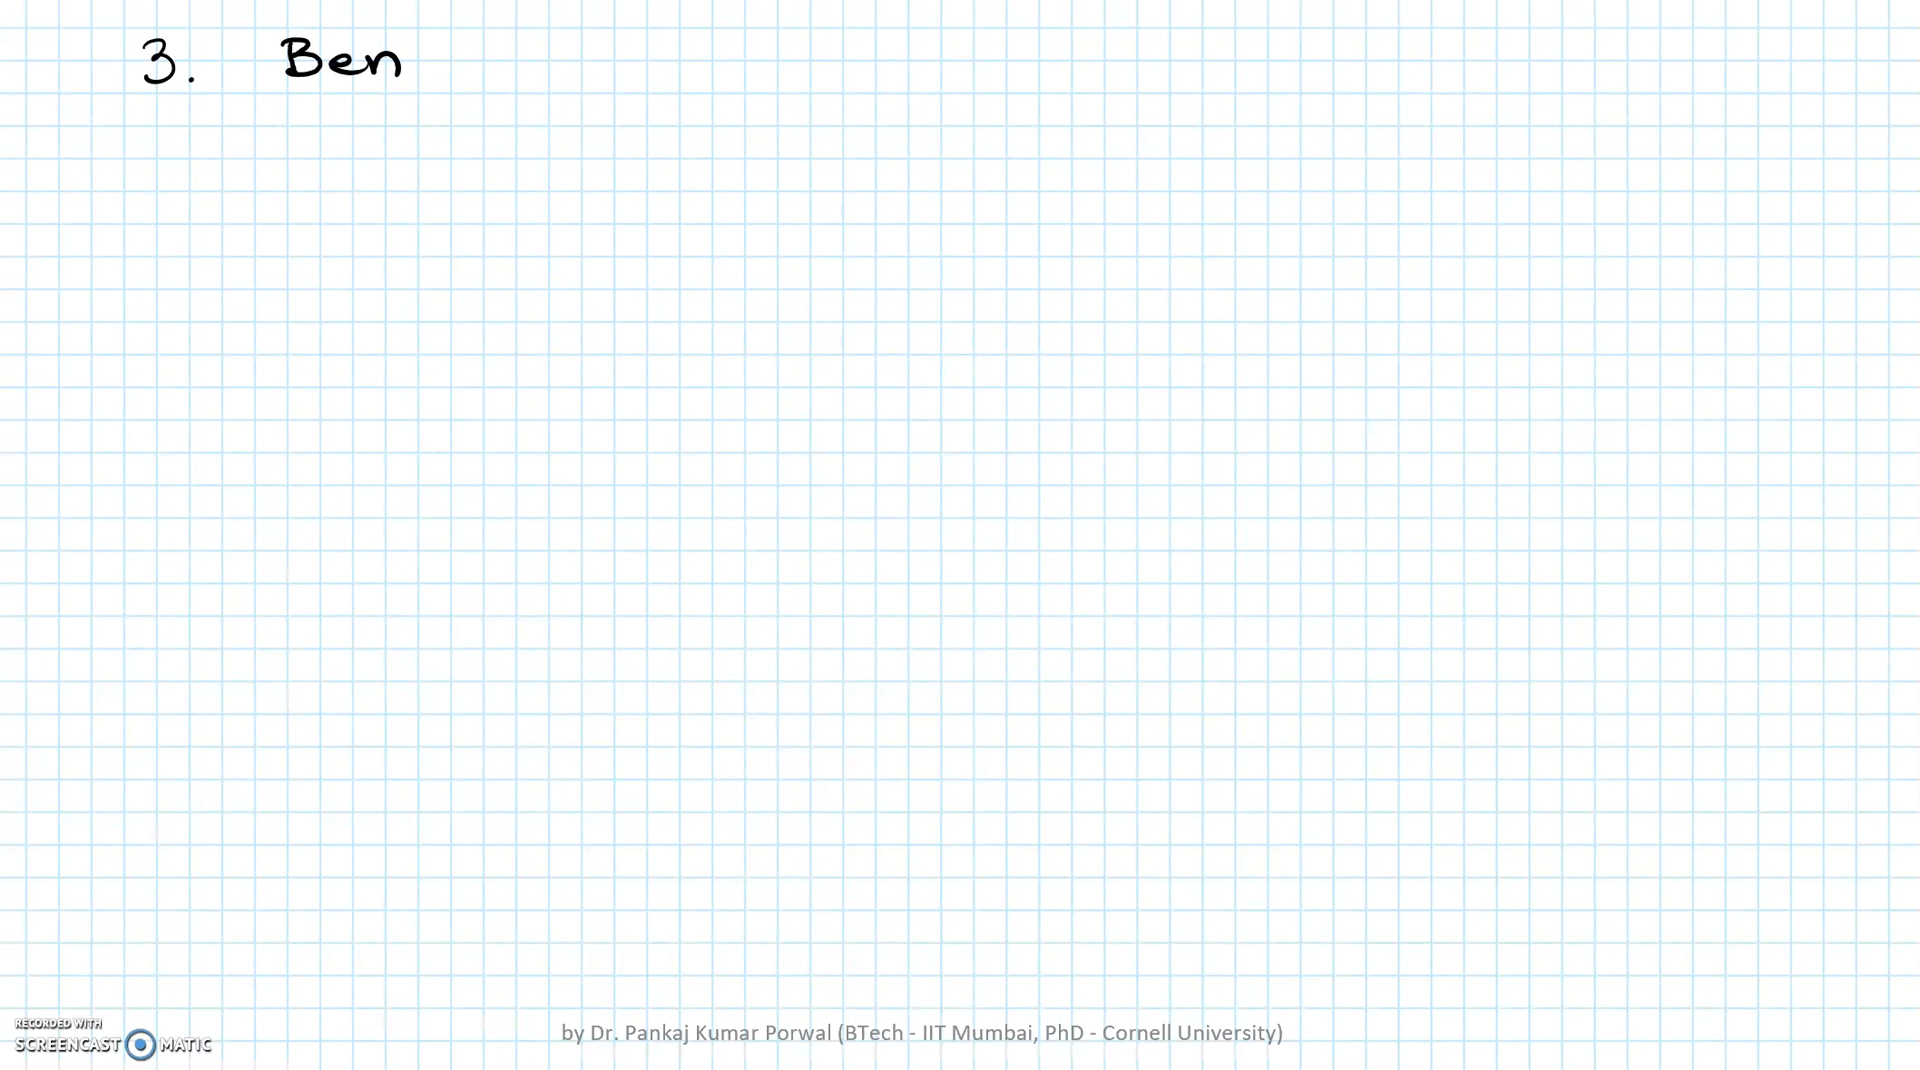 3. Ben
RECORDED WITH
SCREENCAST MATIC
by Dr. Pankaj Kumar Porwal (BTech - IIT Mumbai, PhD - Cornell University)